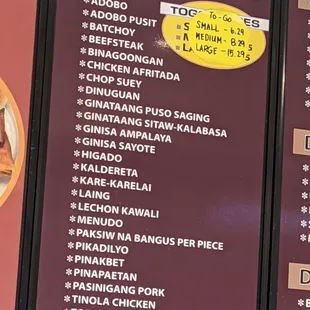 * ADOBO
* ADOBO PUSIT
* BATCHOY
* BEEFSTEAK
* BINAGOONGAN
* CHICKEN AFRITADA
* CHOP SUEY
* DINUGUAN
* GINATAANG PUSO SAGING
* GINATAANG SITAW-KALABASA
* GINISA AMPALAYA
* GINISA SAYOTE
* HIGADO
* KALDERETA
* KARE-KARELAI
* LAING
* LECHON KAWALI
* MENUDO
* PAKSIW NA BANGUS PER PIECE
* PIKADILYO
* PINAKBET
* PINAPAETAN
* PASINIGANG PORK
* TINOLA CHICKEN
To-Go
SMALL - 6.29
MEDIUM - 8.29
LARGE - 15.29